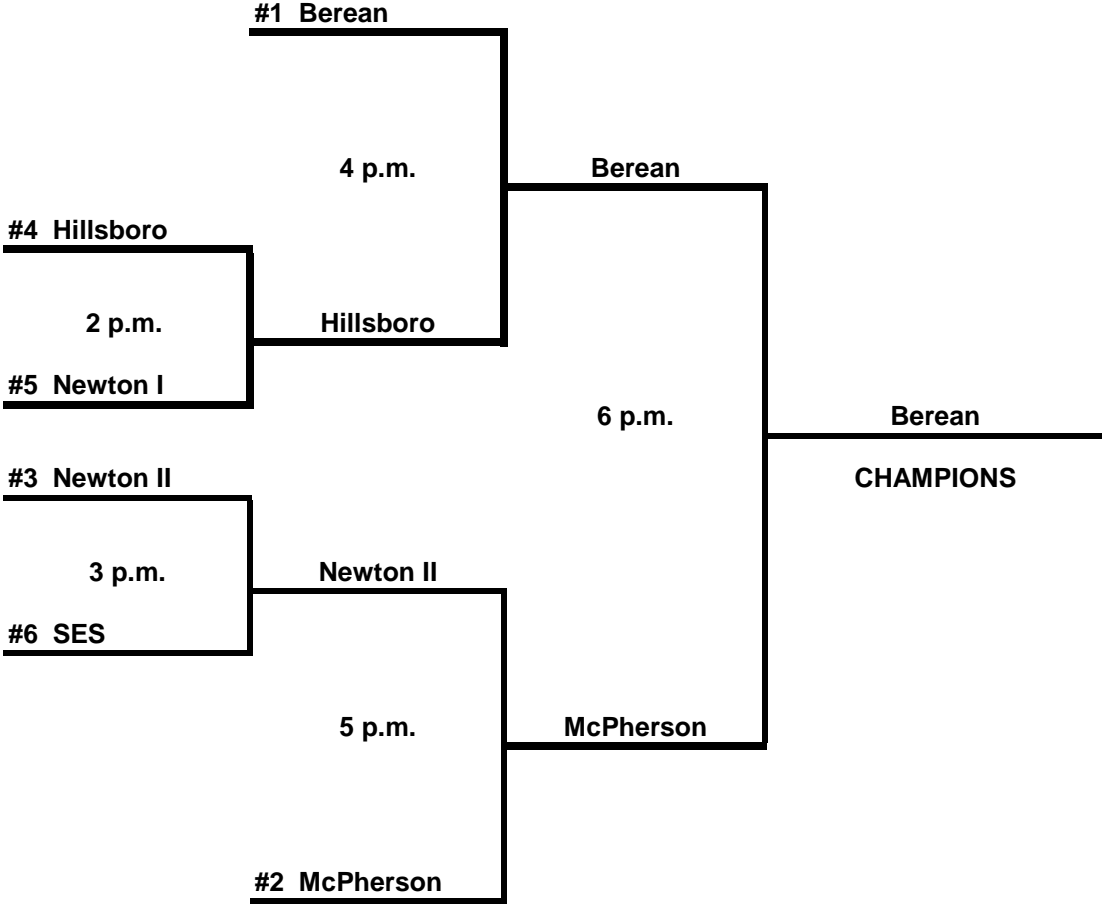 #1 Berean
4 p.m.
Berean
#4 Hillsboro
2 p.m.
Hillsboro
#5 Newton I
6 p.m.
Berean
#3 Newton II
CHAMPIONS
3 p.m.
Newton II
#6 SES
5 p.m.
McPherson
#2 McPherson